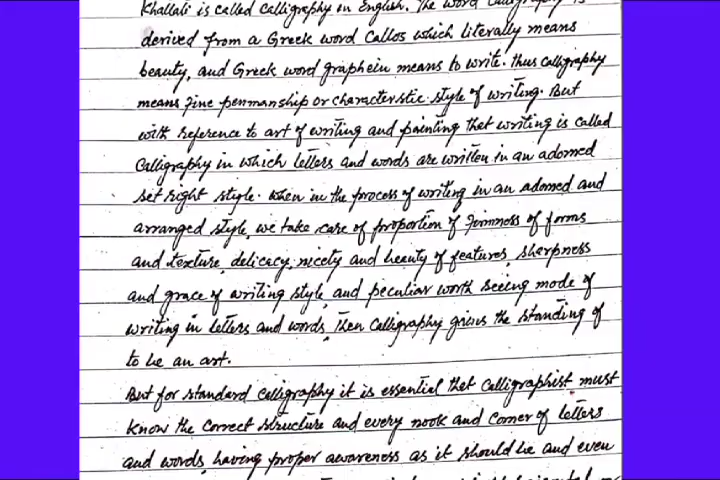 Khallati is called Calligraphy in English. The word Calligraphy is
derived from a Greek word Callos which literally means
beauty, and Greek word graphein means to write. Thus Calligraphy
means fine penmanship or characteristic style of writing. But
with reference to art of writing and painting that writing is called
Calligraphy in which letters and words are written in an adorned
set right style. When in the process of writing in an adorned and
arranged style, we take care of proportion of firmness of forms
and texture, delicacy, nicety and beauty of features, sharpness
and grace of writing style, and peculiar worth seeing mode of
writing in letters and words, Then Calligraphy gains the standing of
to be an art.
But for standard Calligraphy it is essential that Calligraphist must
know the correct structure and every nook and corner of letters
and words, having proper awareness as it should be and even